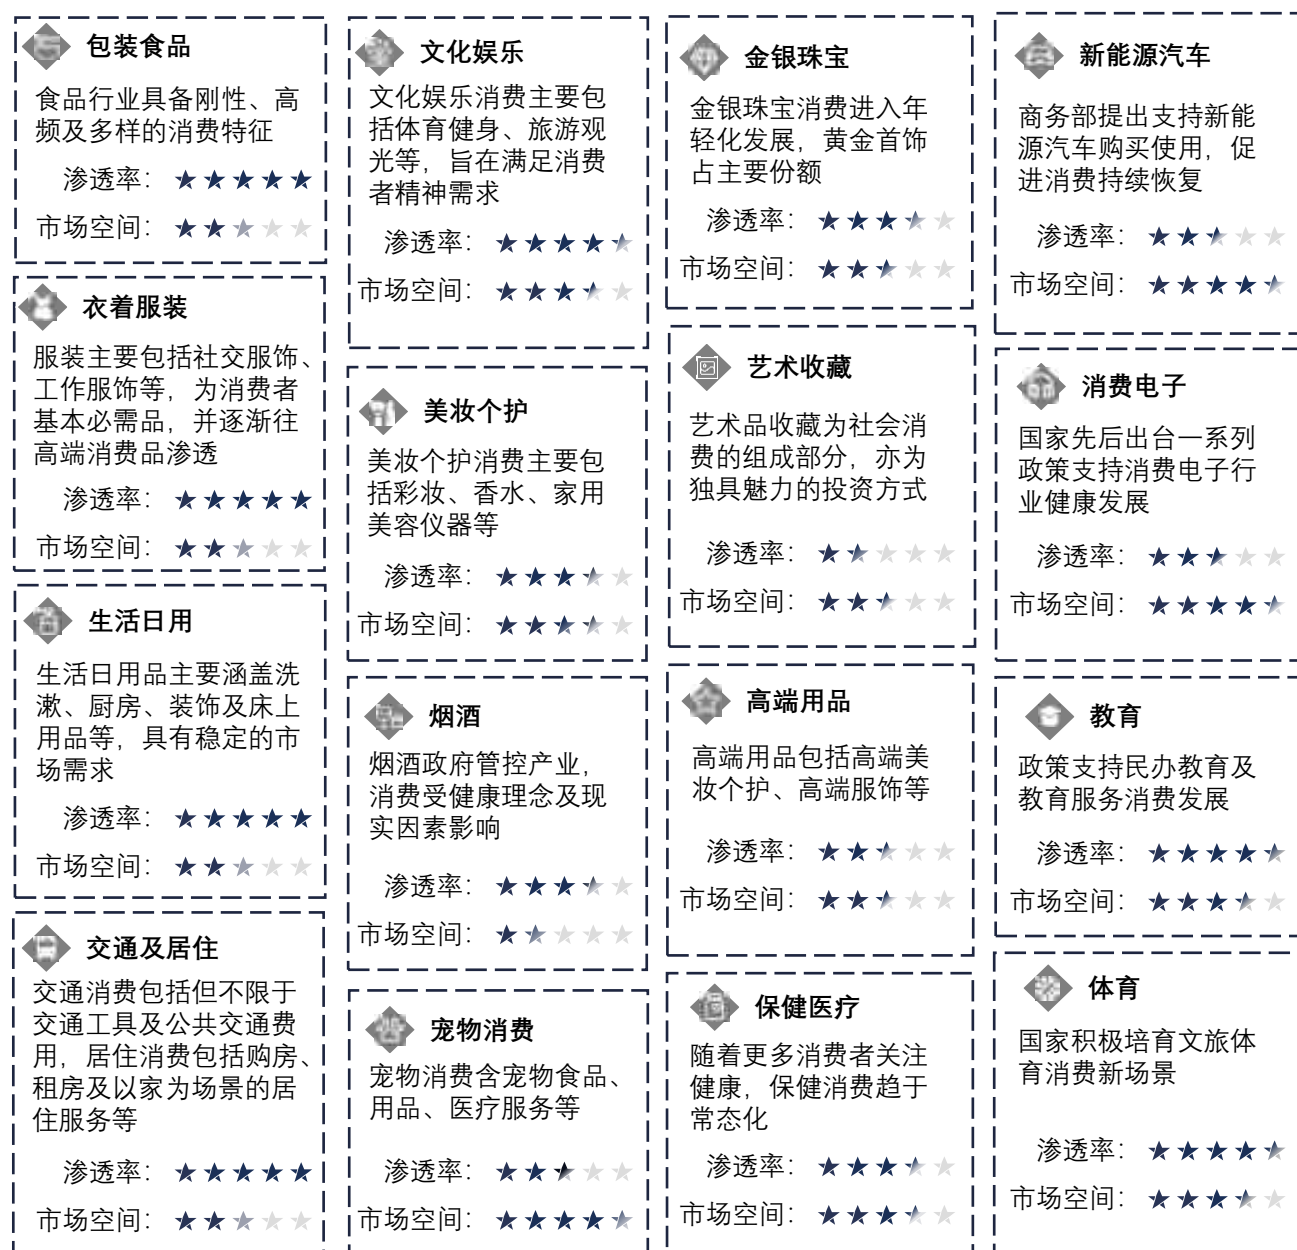 包装食品
食品行业具备刚性、高
频及多样的消费特征
渗透率：
市场空间：
衣着服装
服装主要包括社交服饰、
工作服饰等，为消费者
基本必需品，并逐渐往
高端消费品渗透
渗透率：
市场空间：
生活日用
生活日用品主要涵盖洗
漱、厨房、装饰及床上
用品等，具有稳定的市
场需求
渗透率：
市场空间：
交通及居住
交通消费包括但不限于
交通工具及公共交通费
用，居住消费包括购房、
租房及以家为场景的居
住服务等
渗透率：
市场空间：
文化娱乐
文化娱乐消费主要包
括体育健身、旅游观
光等，旨在满足消费
者精神需求
渗透率：
市场空间：
美妆个护
美妆个护消费主要包
括彩妆、香水、家用
美容仪器等
渗透率：
市场空间：
烟酒
烟酒政府管控产业，
消费受健康理念及现
实因素影响
渗透率：
市场空间：
宠物消费
宠物消费含宠物食品、
用品、医疗服务等
渗透率：
市场空间：
金银珠宝
金银珠宝消费进入年
轻化发展，黄金首饰
占主要份额
渗透率：
市场空间：
艺术收藏
艺术品收藏为社会消
费的组成部分，亦为
独具魅力的投资方式
渗透率：
市场空间：
高端用品
高端用品包括高端美
妆个护、高端服饰等
渗透率：
市场空间：
保健医疗
随着更多消费者关注
健康，保健消费趋于
常态化
渗透率：
市场空间：
新能源汽车
商务部提出支持新能
源汽车购买使用，促
进消费持续恢复
渗透率：
市场空间：
消费电子
国家先后出台一系列
政策支持消费电子行
业健康发展
渗透率：
市场空间：
教育
政策支持民办教育及
教育服务消费发展
渗透率：
市场空间：
体育
国家积极培育文旅体
育消费新场景
渗透率：
市场空间：